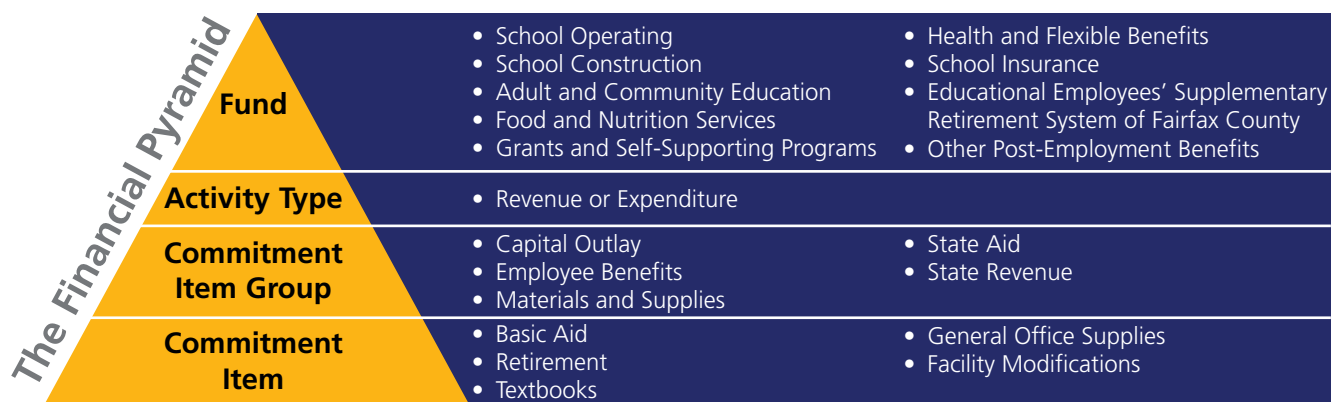 The Financial Pyramid
Fund
• School Operating
• School Construction
• Adult and Community Education
• Food and Nutrition Services
• Grants and Self-Supporting Programs
• Health and Flexible Benefits
• School Insurance
• Educational Employees’ Supplementary
Retirement System of Fairfax County
• Other Post-Employment Benefits
Activity Type
• Revenue or Expenditure
Commitment
Item Group
• Capital Outlay
• Employee Benefits
• Materials and Supplies
• State Aid
• State Revenue
Commitment
Item
• Basic Aid
• Retirement
• Textbooks
• General Office Supplies
• Facility Modifications